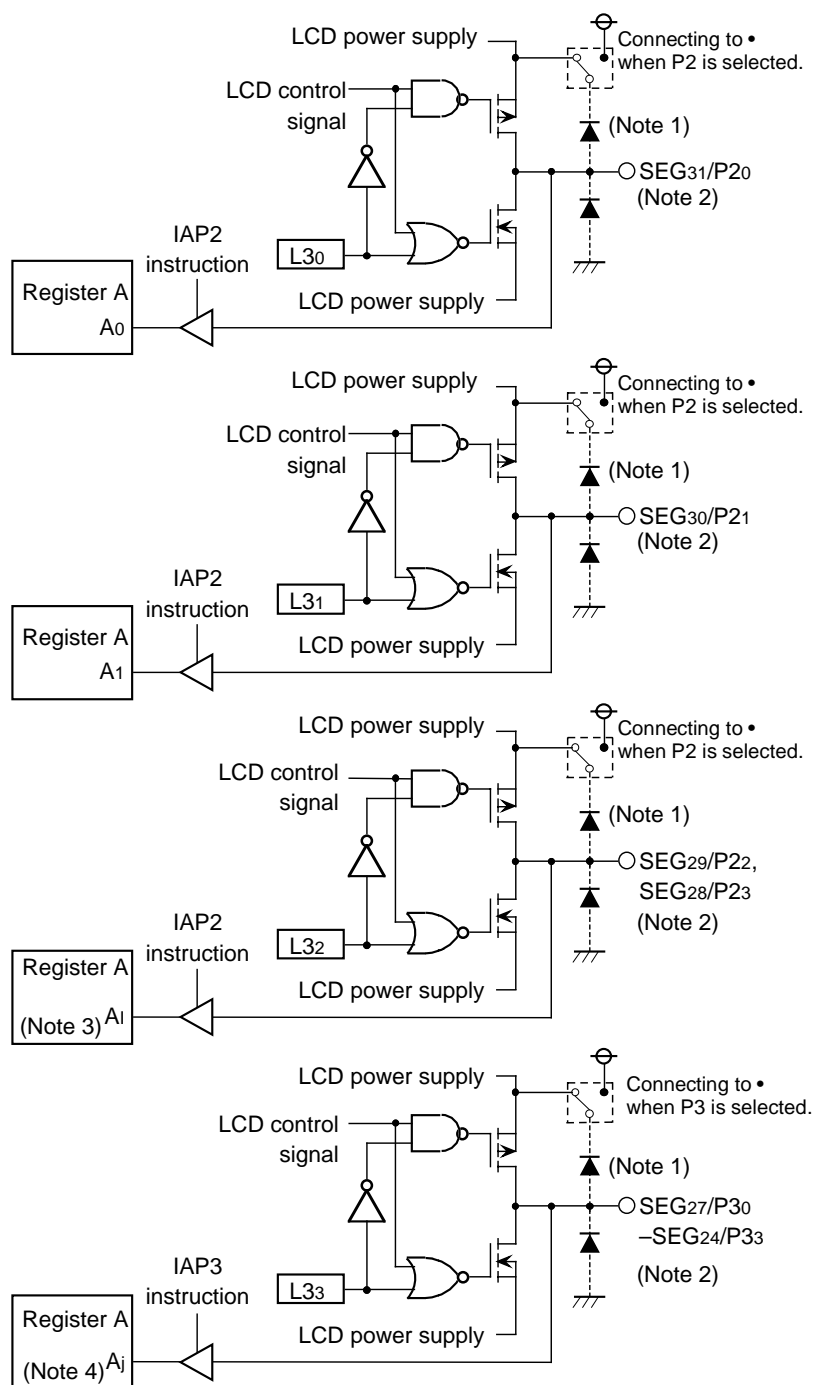 LCD power supply
Connecting to •
when P2 is selected.
LCD control
signal
(Note 1)
SEG31/P20
(Note 2)
IAP2
instruction
L30
Register A
A0
LCD power supply
LCD power supply
Connecting to •
when P2 is selected.
LCD control
signal
(Note 1)
SEG30/P21
(Note 2)
IAP2
instruction
L31
Register A
A1
LCD power supply
LCD power supply
Connecting to •
when P2 is selected.
LCD control
signal
(Note 1)
SEG29/P22,
SEG28/P23
(Note 2)
IAP2
instruction
L32
Register A
(Note 3) Al
LCD power supply
LCD power supply
Connecting to •
when P3 is selected.
LCD control
signal
(Note 1)
SEG27/P30
–SEG24/P33
(Note 2)
IAP3
instruction
L33
Register A
(Note 4) Aj
LCD power supply